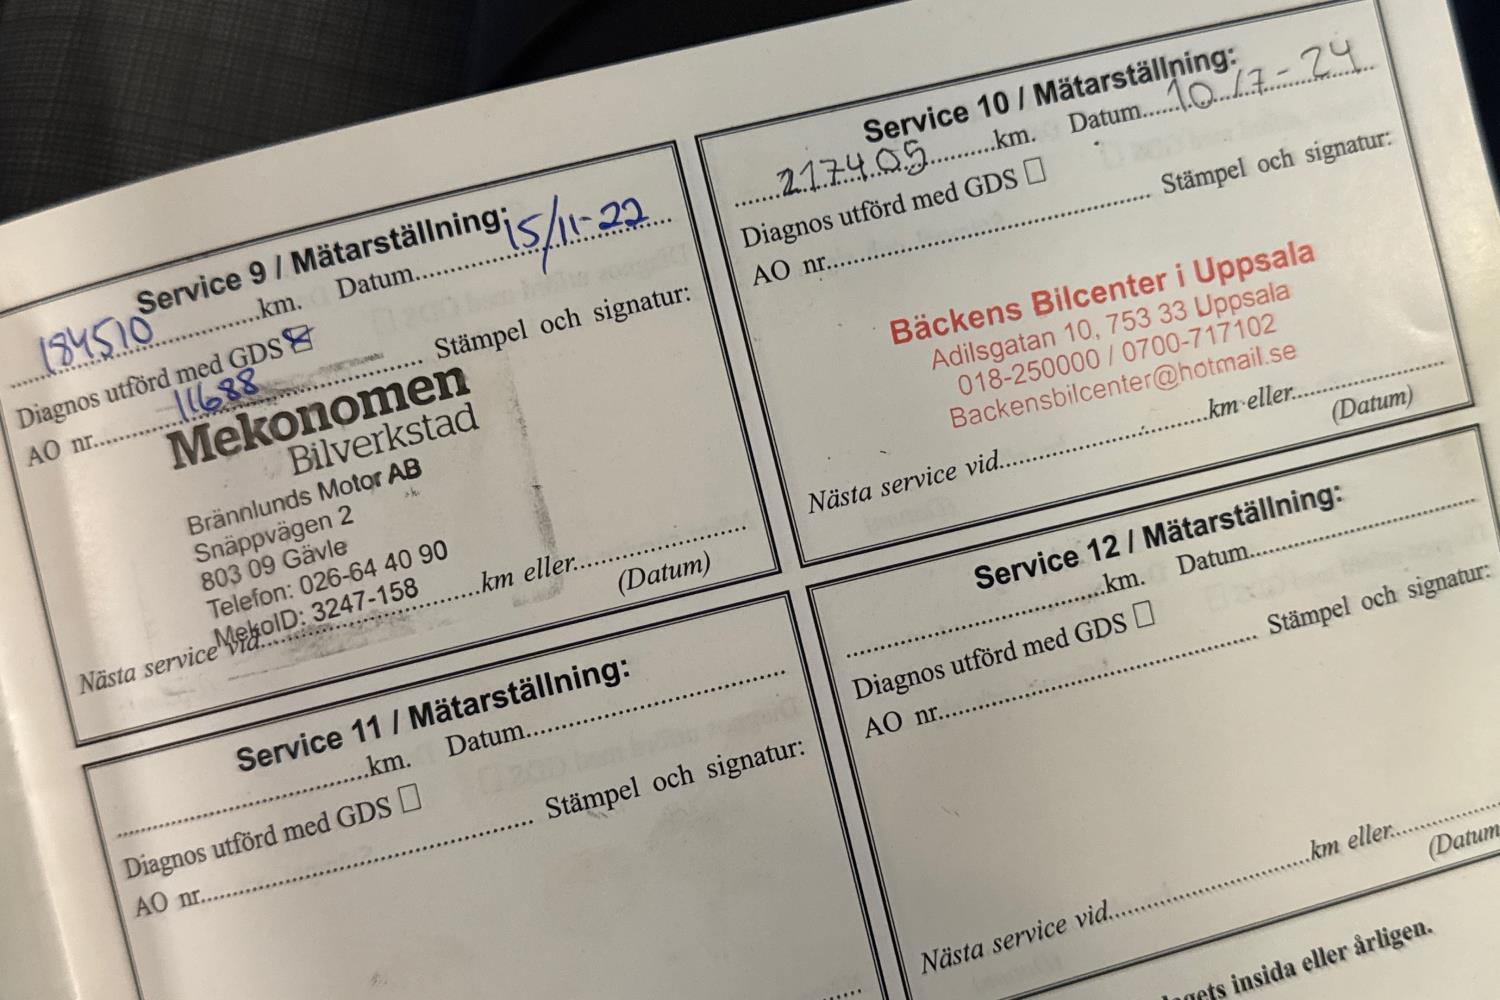 Service 9 / Mätarställning:
184510 km. Datum 15/11-22
Diagnos utförd med GDS
AO nr. 11688 Stämpel och signatur:
Mekonomen
Bilverkstad
Brännlunds Motor AB
Snäppvägen 2
803 09 Gävle
Telefon: 026-64 40 90
MekoID: 3247-158
Nästa service vid km eller
(Datum)
Service 10 / Mätarställning:
217405 km. Datum 10/7-24
Diagnos utförd med GDS
AO nr. Stämpel och signatur:
Bäckens Bilcenter i Uppsala
Adilsgatan 10, 753 33 Uppsala
018-250000 / 0700-717102
Backensbilcenter@hotmail.se
Nästa service vid km eller
(Datum)
Service 11 / Mätarställning:
km. Datum
Diagnos utförd med GDS
AO nr. Stämpel och signatur:
Service 12 / Mätarställning:
km. Datum
Diagnos utförd med GDS
AO nr. Stämpel och signatur:
Nästa service vid km eller
(Datum
insida eller årligen.